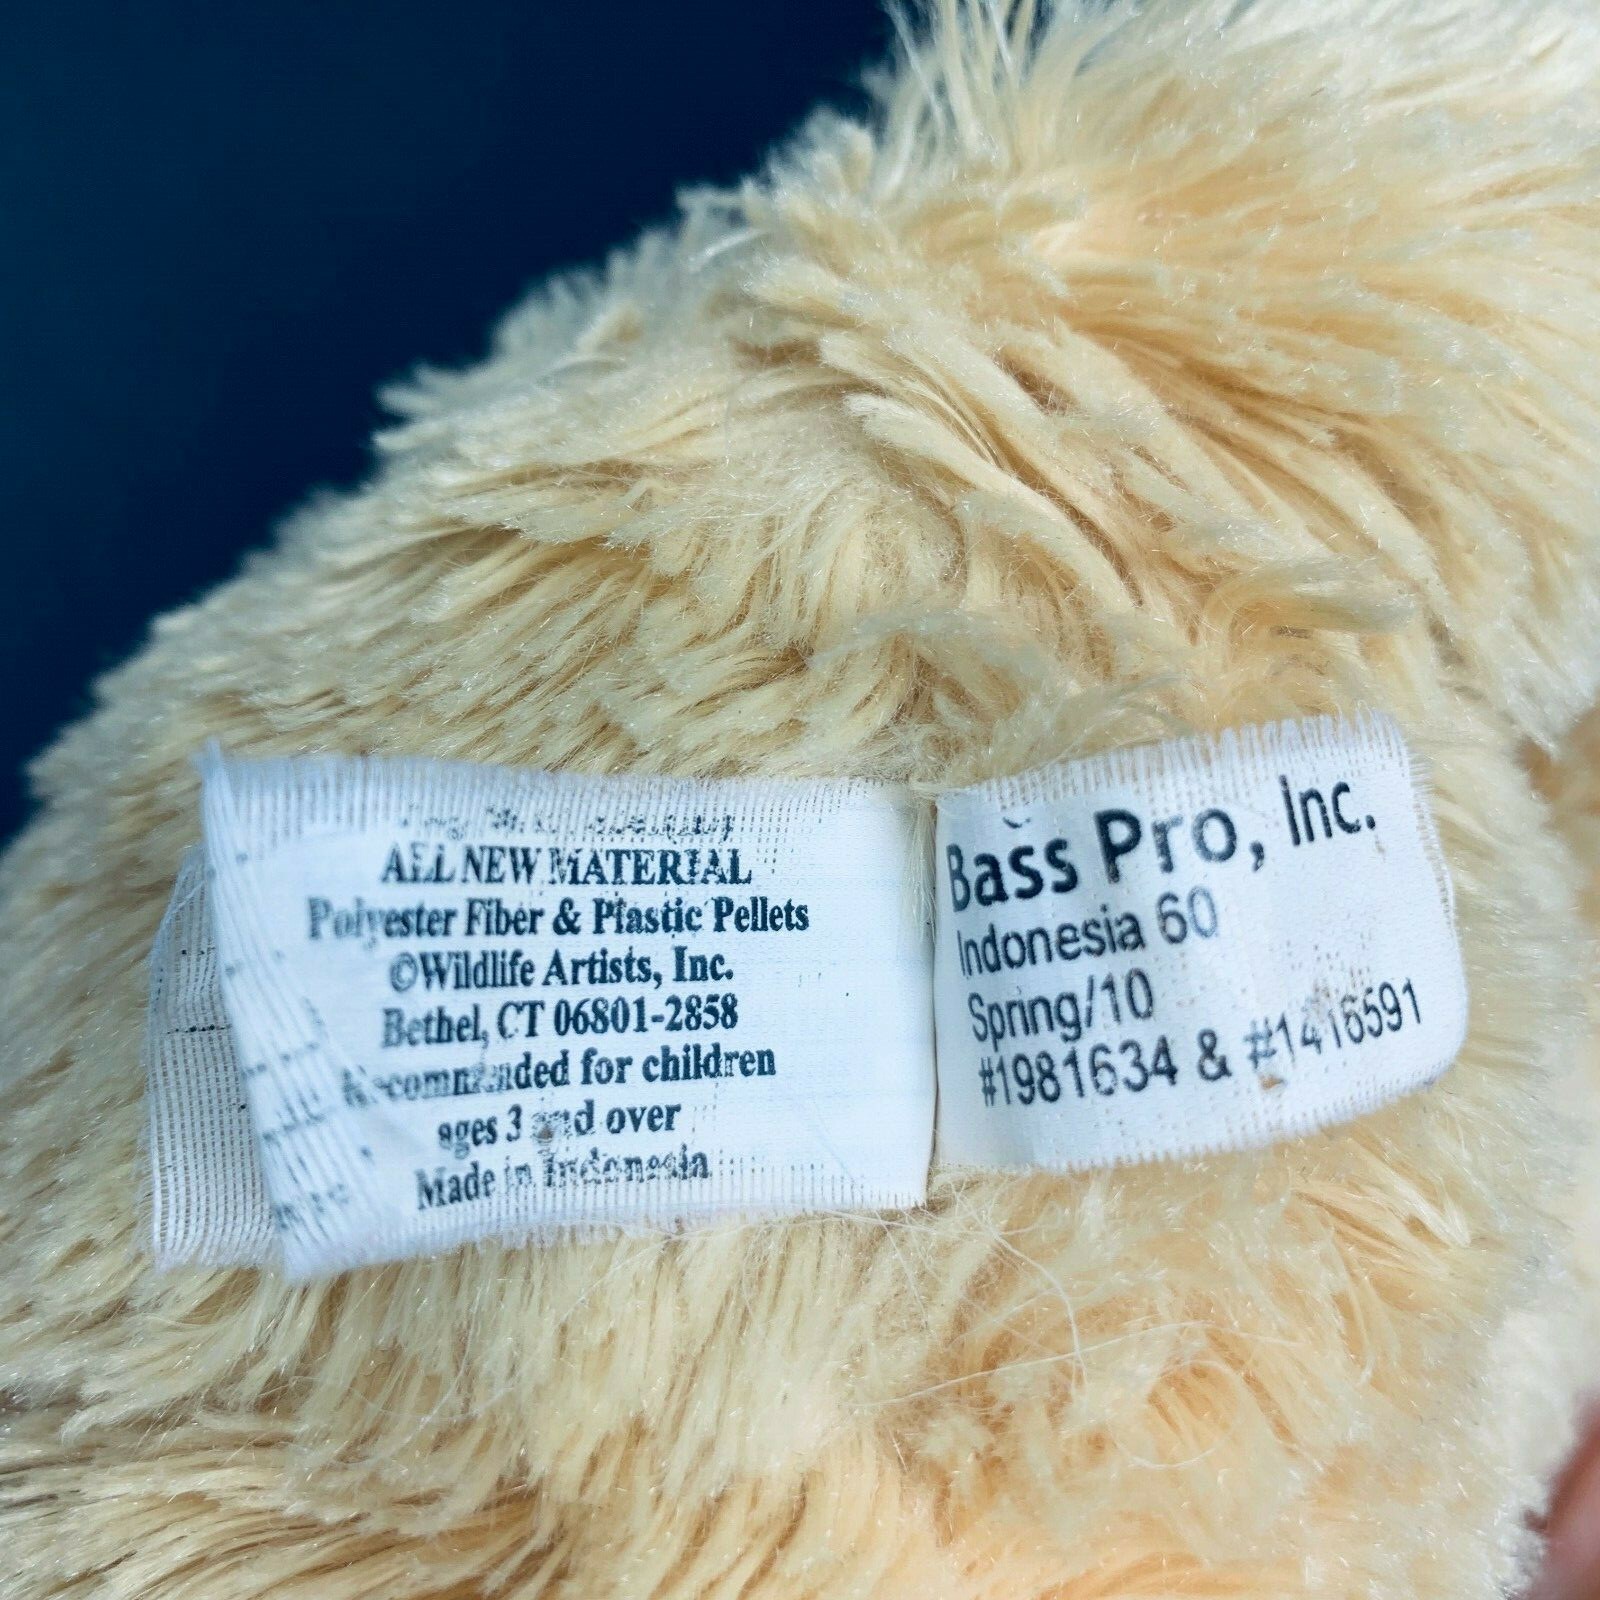 ALL NEW MATERIAL
Polyester Fiber & Plastic Pellets
©Wildlife Artists, Inc.
Bethel, CT 06801-2858
Recommended for children
ages 3 and over
Made in Indonesia
Bass Pro, Inc.
Indonesia 60
Spring/10
#1981634 & #1416591